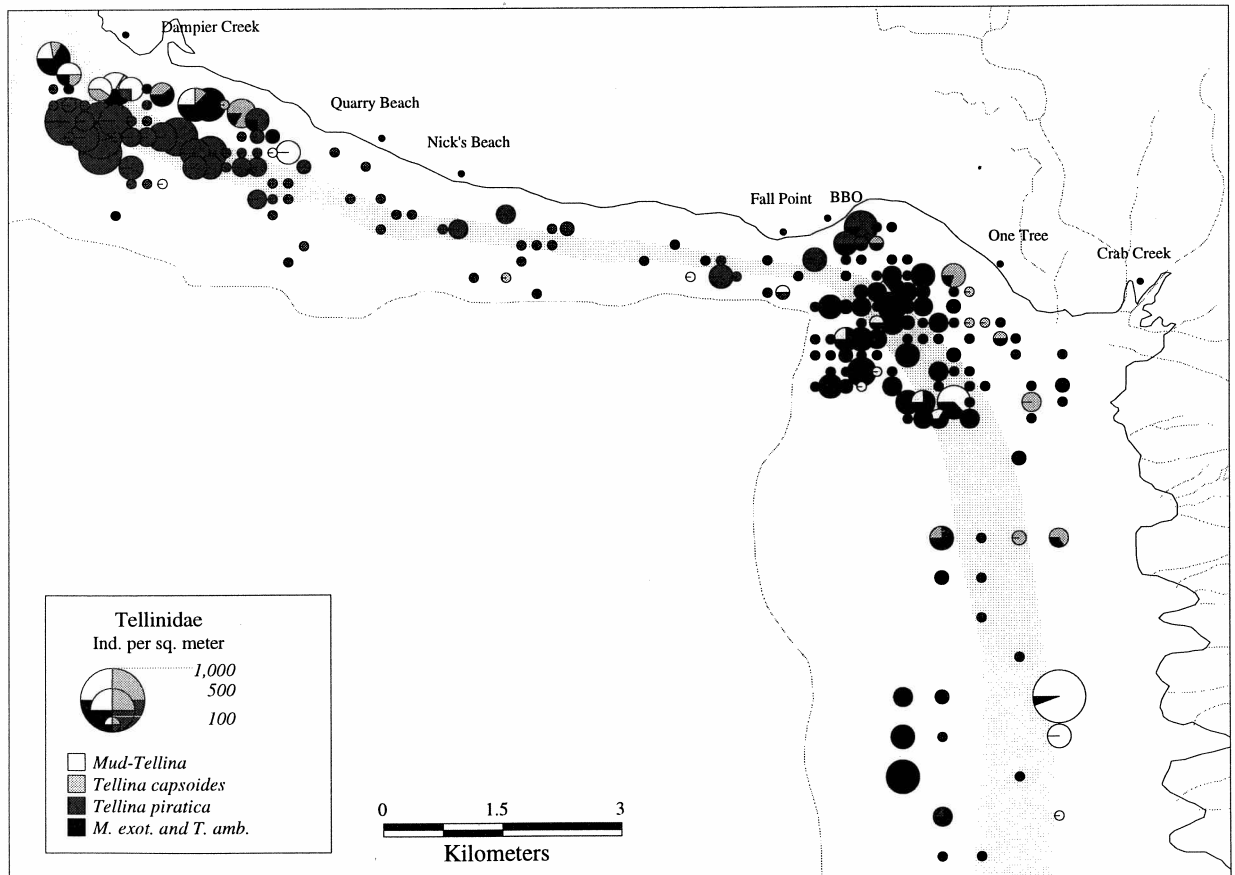 Dampier Creek
Quarry Beach
Nick's Beach
Fall Point
BBO
One Tree
Crab Creek
Tellinidae
Ind. per sq. meter
1,000
500
100
Mud-Tellina
Tellina capsoides
Tellina piratica
M. exot. and T. amb.
0 1.5 3
Kilometers